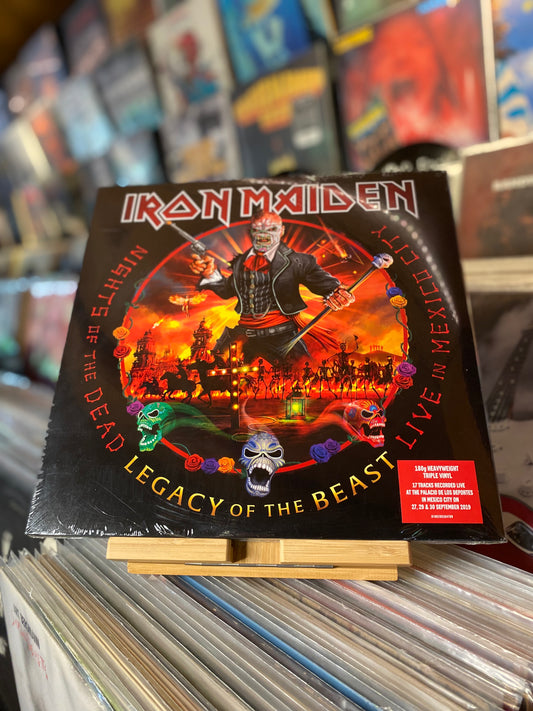 IRON MAIDEN
NIGHTS OF THE DEAD
LIVE IN MEXICO CITY
LEGACY OF THE BEAST
180g HEAVYWEIGHT
TRIPLE VINYL
17 TRACKS RECORDED LIVE
AT THE PALACIO DE LOS DEPORTES
IN MEXICO CITY ON
27, 29 & 30 SEPTEMBER 2019